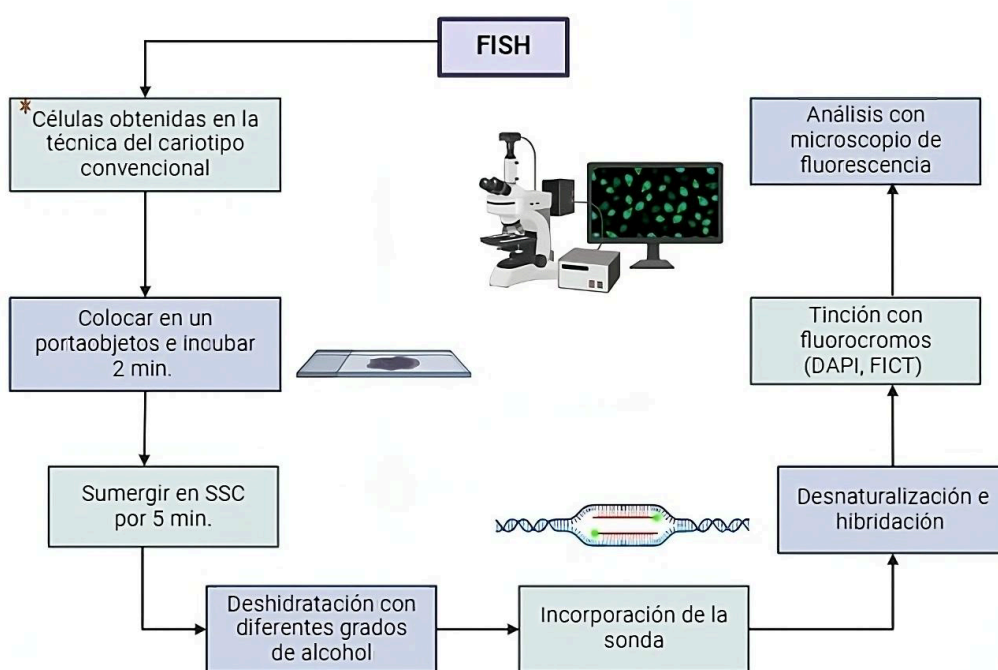 FISH
* Células obtenidas en la
técnica del cariotipo
convencional
Colocar en un
portaobjetos e incubar
2 min.
Sumergir en SSC
por 5 min.
Deshidratación con
diferentes grados
de alcohol
Incorporación de la
sonda
Desnaturalización e
hibridación
Tinción con
fluorocromos
(DAPI, FICT)
Análisis con
microscopio de
fluorescencia